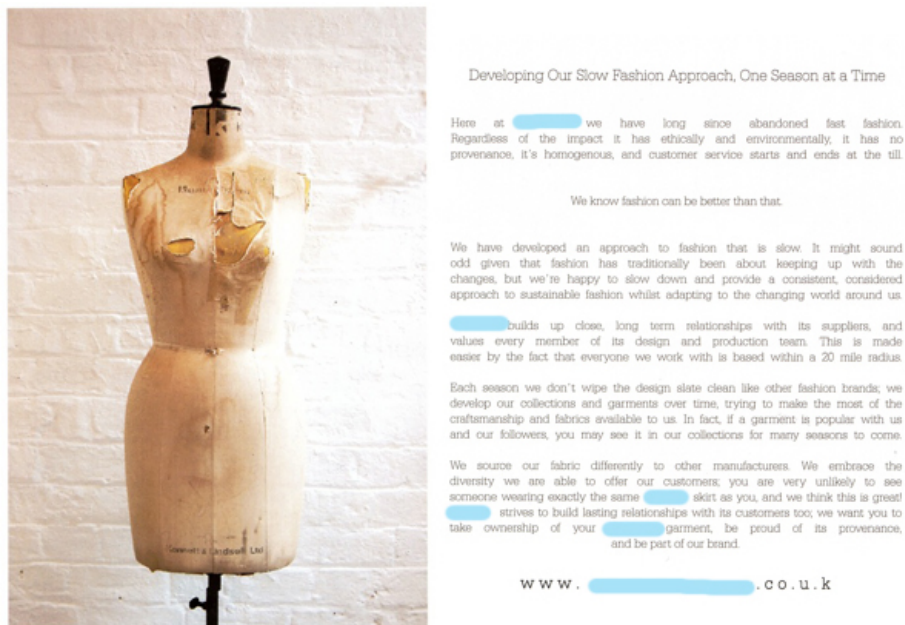 Developing Our Slow Fashion Approach, One Season at a Time
Here at we have long since abandoned fast fashion.
Regardless of the impact it has ethically and environmentally, it has no
provenance, it's homogenous, and customer service starts and ends at the till.
We know fashion can be better than that.
We have developed an approach to fashion that is slow. It might sound
odd given that fashion has traditionally been about keeping up with the
changes, but we're happy to slow down and provide a consistent, considered
approach to sustainable fashion whilst adapting to the changing world around us.
builds up close, long term relationships with its suppliers, and
values every member of its design and production team. This is made
easier by the fact that everyone we work with is based within a 20 mile radius.
Each season we don't wipe the design slate clean like other fashion brands; we
develop our collections and garments over time, trying to make the most of the
craftsmanship and fabrics available to us. In fact, if a garment is popular with us
and our followers, you may see it in our collections for many seasons to come.
We source our fabric differently to other manufacturers. We embrace the
diversity we are able to offer our customers; you are very unlikely to see
someone wearing exactly the same skirt as you, and we think this is great!
strives to build lasting relationships with its customers too; we want you to
take ownership of your garment, be proud of its provenance,
and be part of our brand.
www. .co.u.k
Ltd